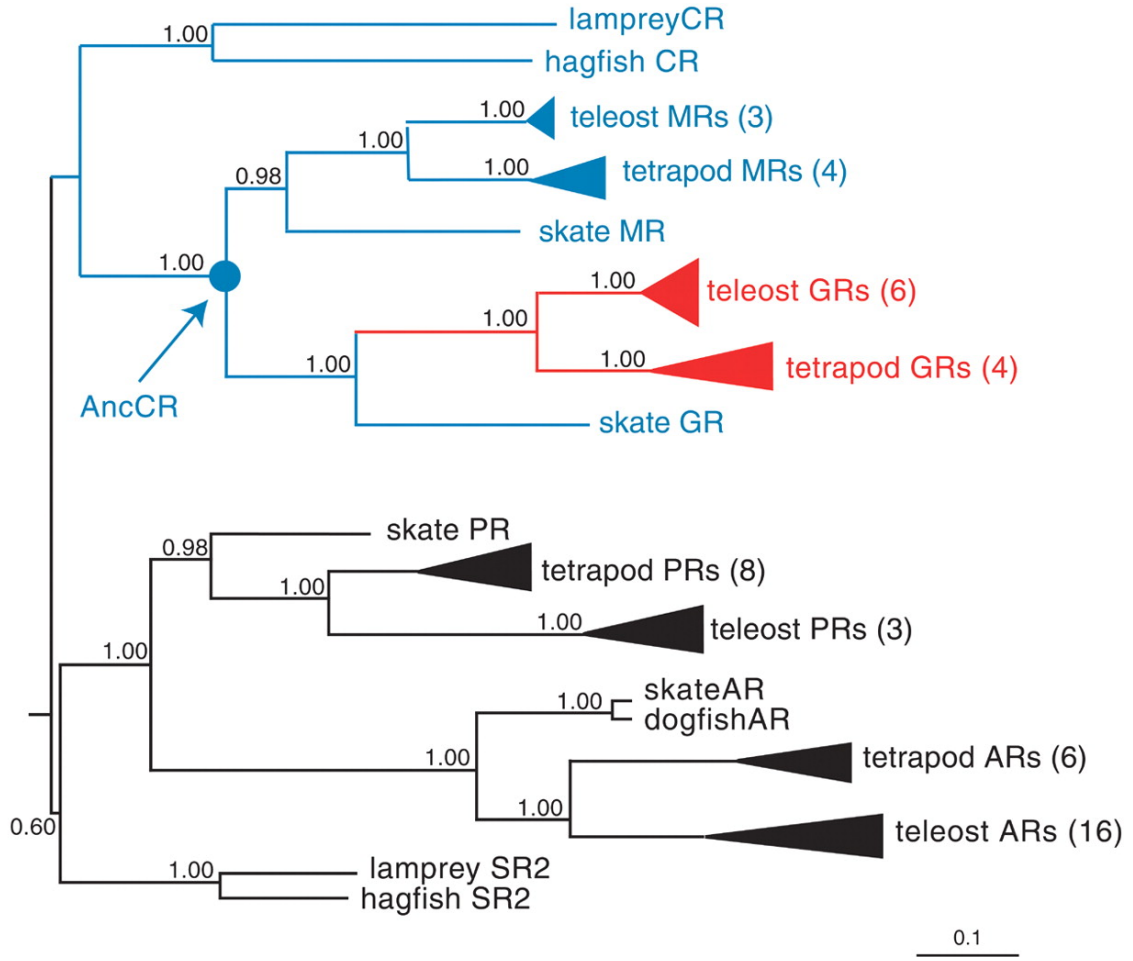 lampreyCR
1.00
hagfish CR
1.00
teleost MRs (3)
1.00
1.00
tetrapod MRs (4)
0.98
skate MR
1.00
1.00
teleost GRs (6)
1.00
1.00
tetrapod GRs (4)
1.00
AncCR
skate GR
skate PR
0.98
tetrapod PRs (8)
1.00
1.00
teleost PRs (3)
1.00
skateAR
1.00
dogfishAR
1.00
tetrapod ARs (6)
1.00
0.60
teleost ARs (16)
1.00
lamprey SR2
hagfish SR2
0.1